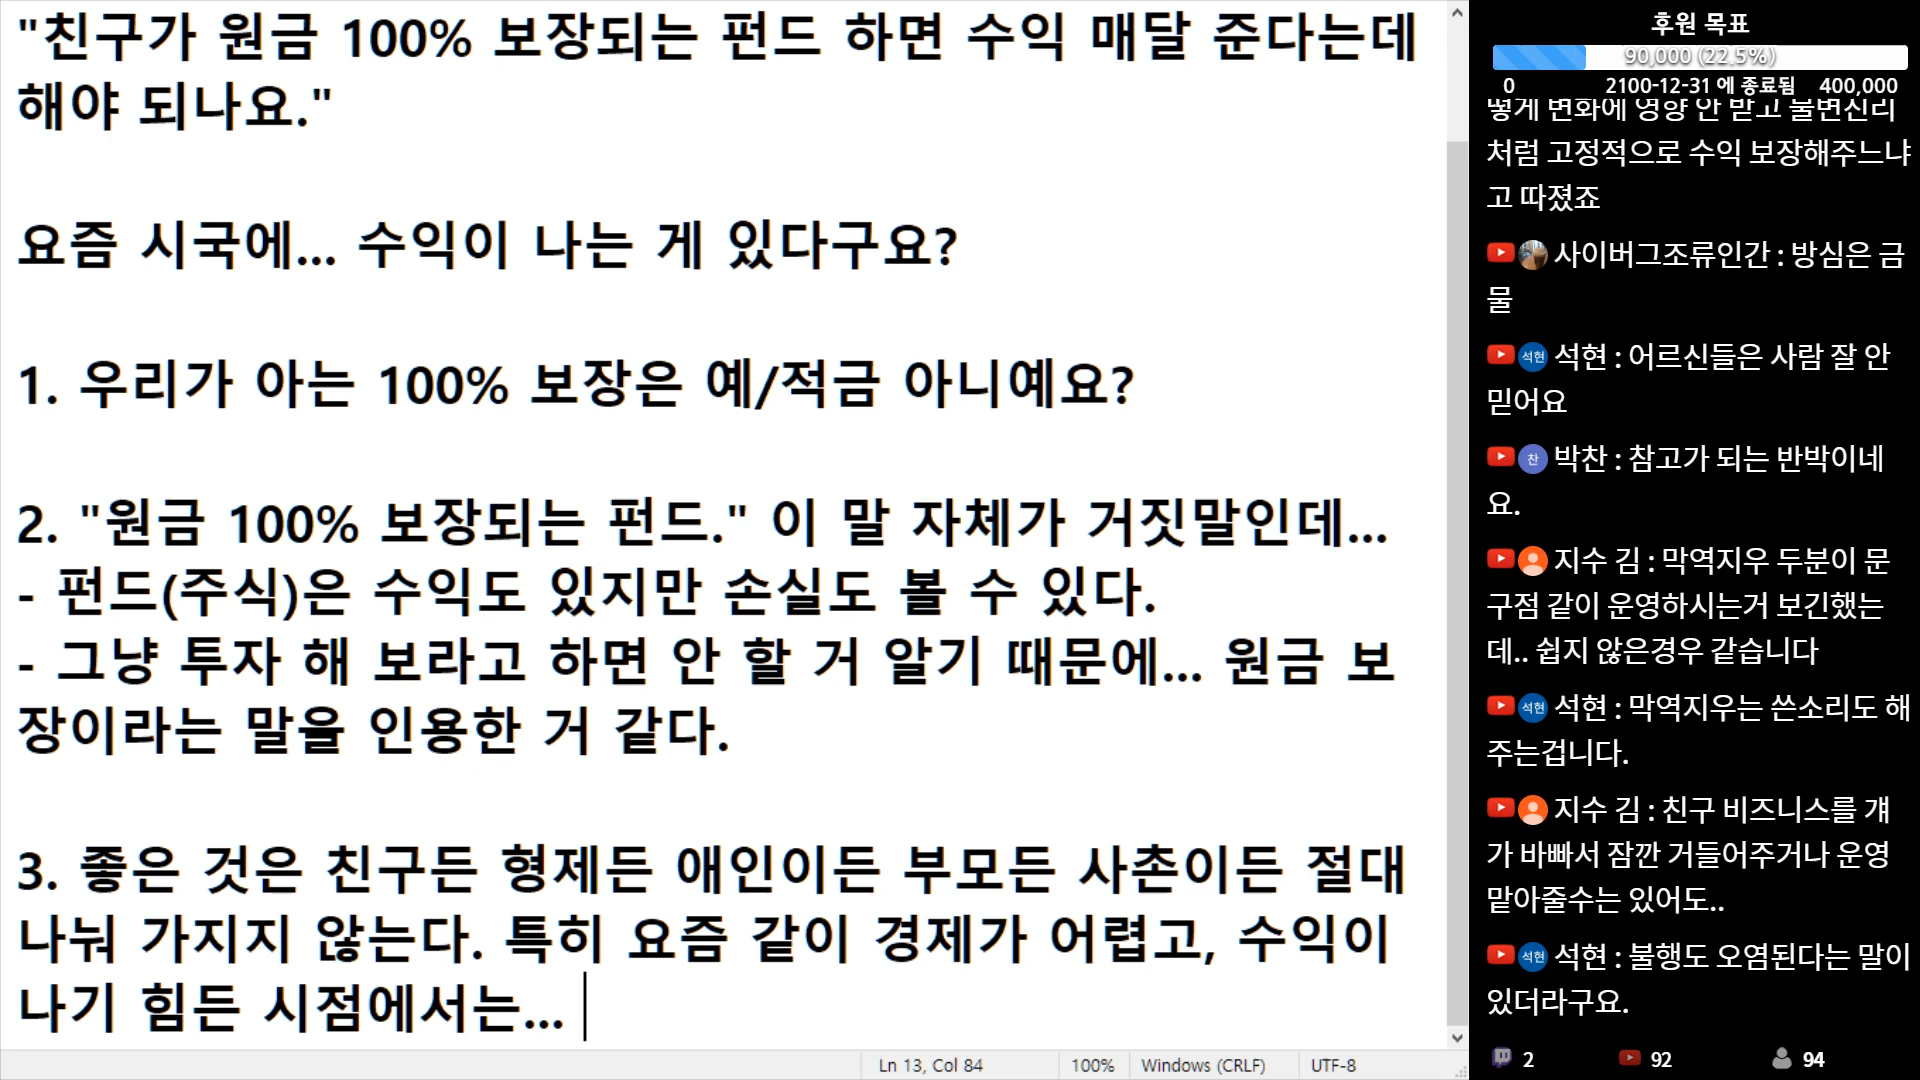 "친구가 원금 100% 보장되는 펀드 하면 수익 매달 준다는데
해야 되나요."
요즘 시국에... 수익이 나는 게 있다구요?
1. 우리가 아는 100% 보장은 예/적금 아니예요?
2. "원금 100% 보장되는 펀드." 이 말 자체가 거짓말인데...
- 펀드(주식)은 수익도 있지만 손실도 볼 수 있다.
- 그냥 투자 해 보라고 하면 안 할 거 알기 때문에... 원금 보
장이라는 말을 인용한 거 같다.
3. 좋은 것은 친구든 형제든 애인이든 부모든 사촌이든 절대
나눠 가지지 않는다. 특히 요즘 같이 경제가 어렵고, 수익이
나기 힘든 시점에서는...
Ln 13, Col 84
100%
Windows (CRLF)
UTF-8
후원 목표
90,000 (22.5%)
0 2100-12-31 에 종료됨 400,000
떻게 변화에 영향 안 받고 불변진리
처럼 고정적으로 수익 보장해주느냐
고 따졌죠
사이버그조류인간 : 방심은 금
물
석현 석현 : 어르신들은 사람 잘 안
믿어요
찬 박찬 : 참고가 되는 반박이네
요.
지수 김 : 막역지우 두분이 문
구점 같이 운영하시는거 보긴했는
데.. 쉽지 않은경우 같습니다
석현 석현 : 막역지우는 쓴소리도 해
주는겁니다.
지수 김 : 친구 비즈니스를 걔
가 바빠서 잠깐 거들어주거나 운영
맡아줄수는 있어도..
석현 석현 : 불행도 오염된다는 말이
있더라구요.
2 92 94